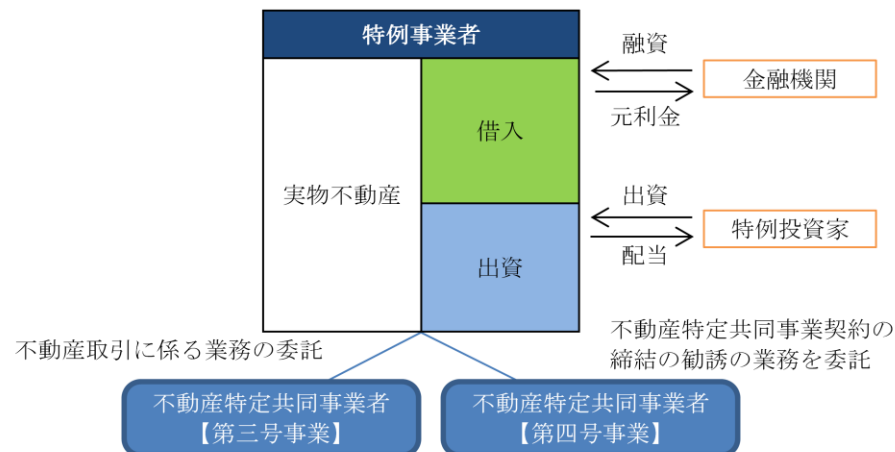 特例事業者
融資
金融機関
元利金
借入
実物不動産
出資
特例投資家
配当
出資
不動産取引に係る業務の委託
不動産特定共同事業契約の
締結の勧誘の業務を委託
不動産特定共同事業者
【第三号事業】
不動産特定共同事業者
【第四号事業】